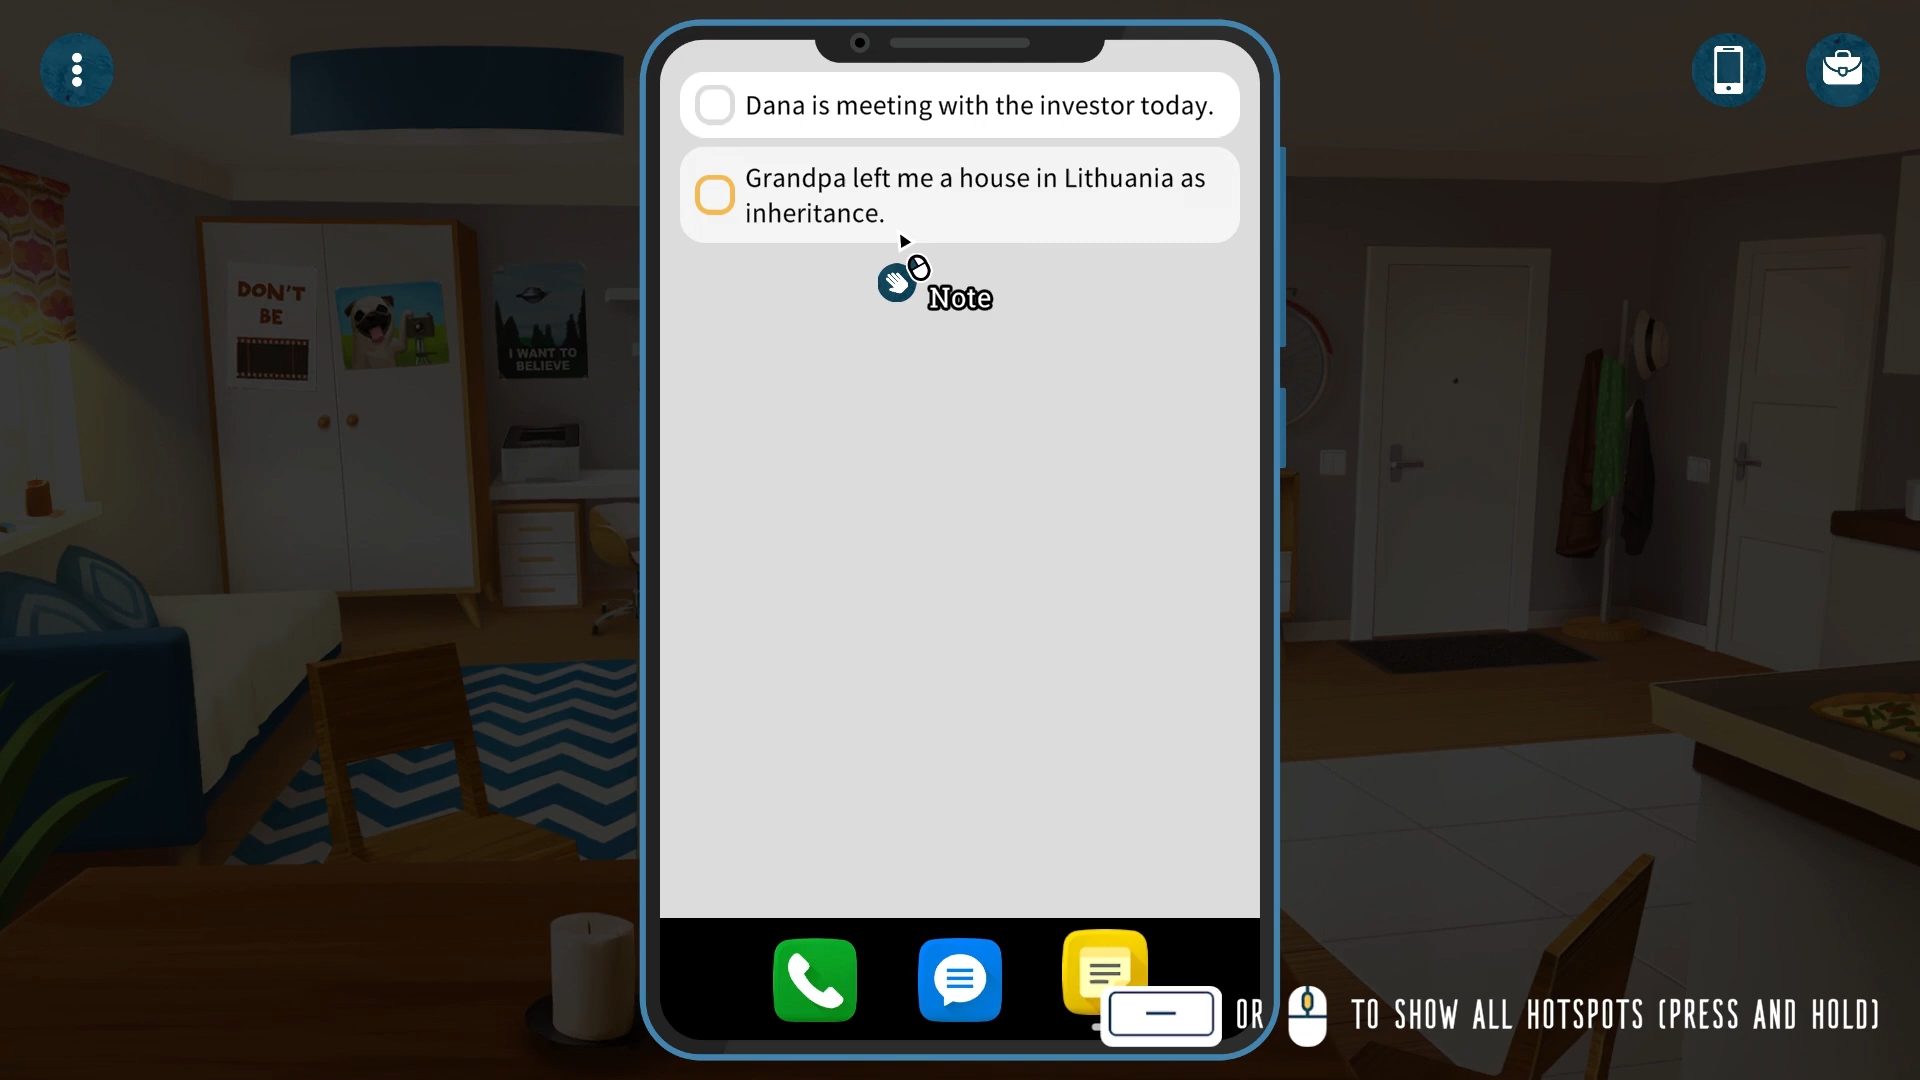 Dana is meeting with the investor today.
Grandpa left me a house in Lithuania as
inheritance.
Note
DON'T
BE
I WANT TO
BELIEVE
OR
TO SHOW ALL HOTSPOTS (PRESS AND HOLD)